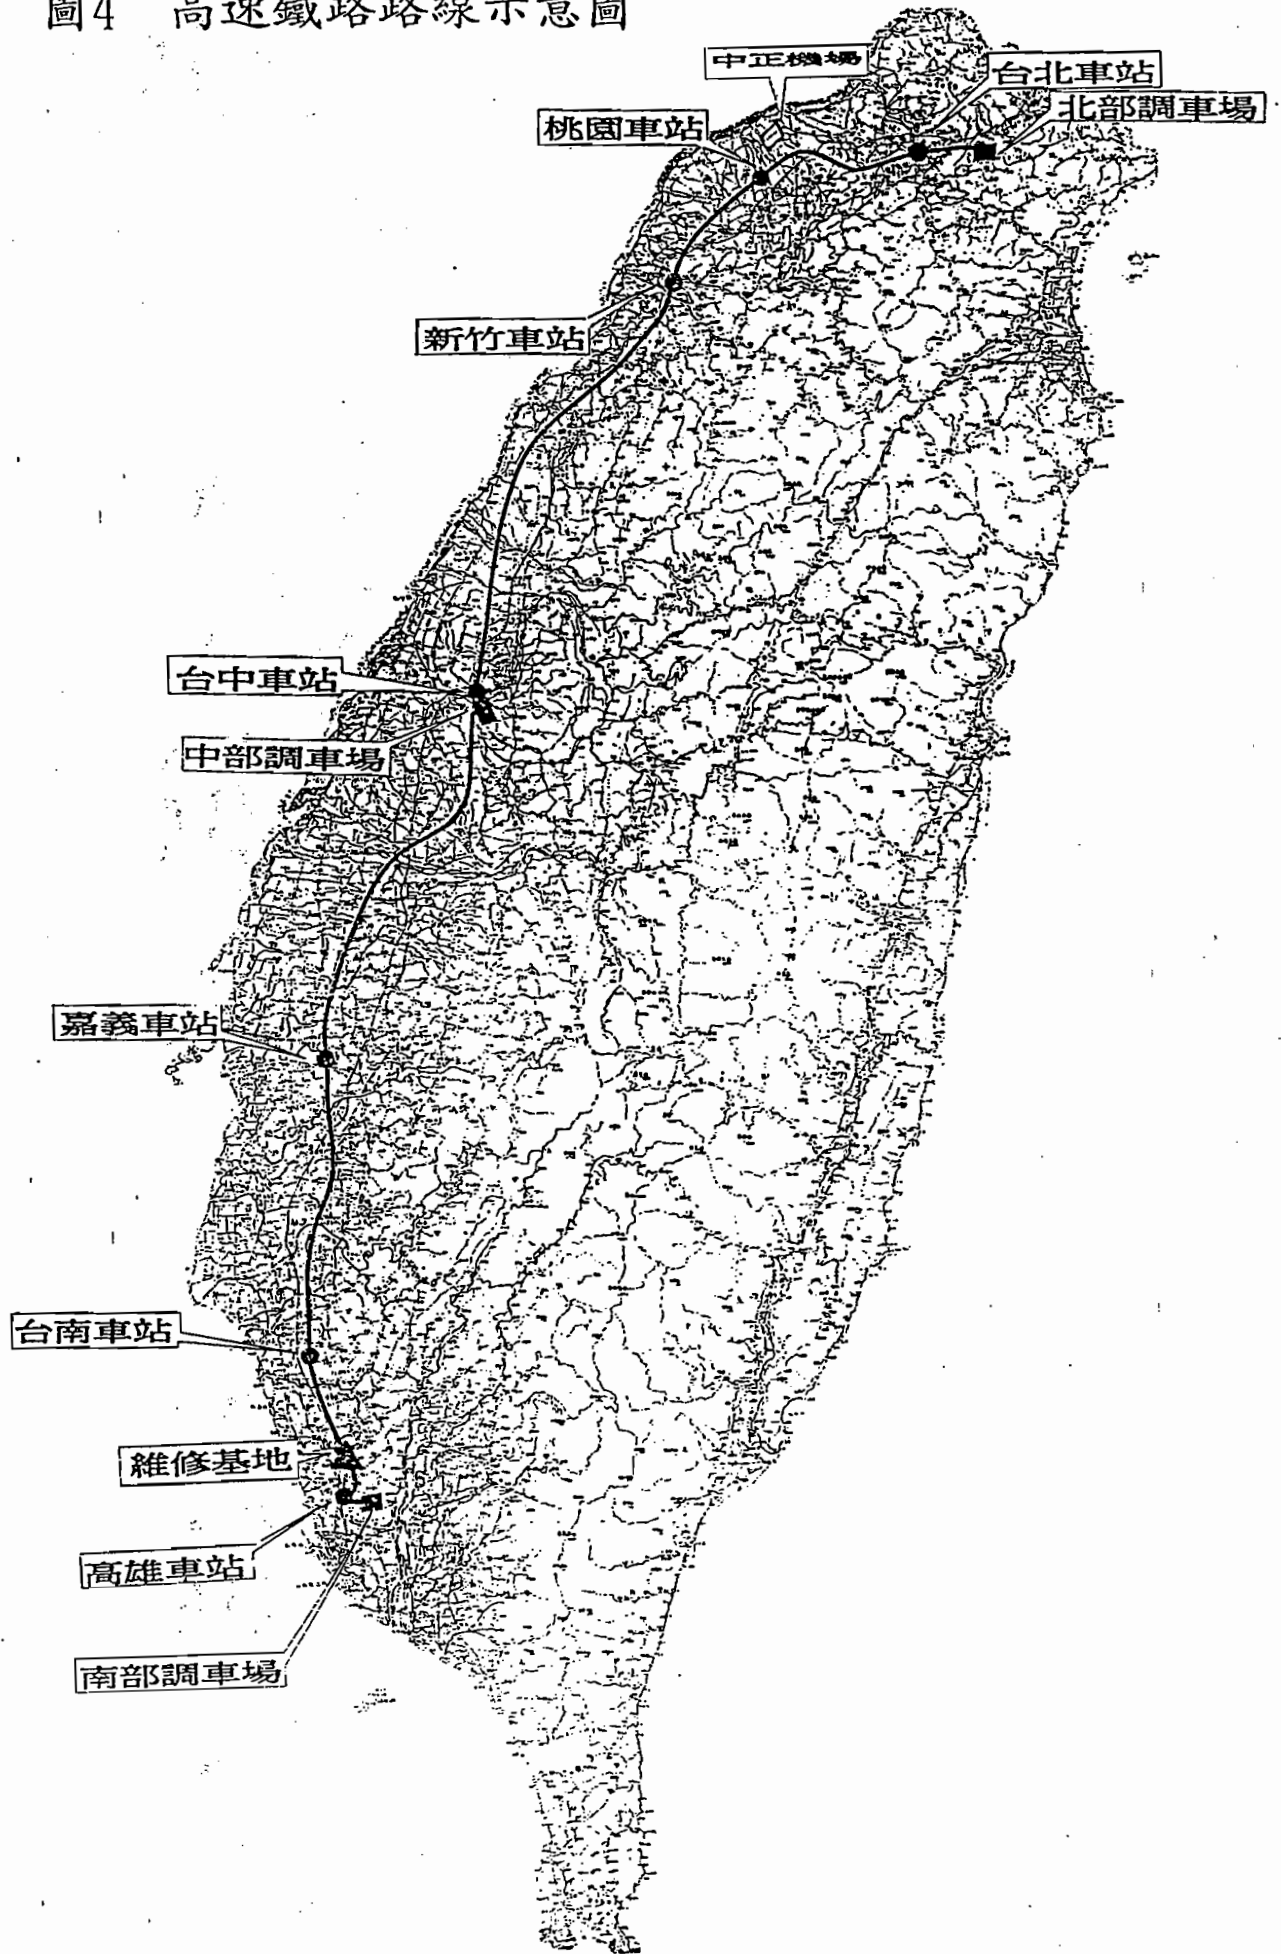 圖4 高速鐵路路線示意圖
中正機場
台北車站
北部調車場
桃園車站
新竹車站
台中車站
中部調車場
嘉義車站
台南車站
維修基地
高雄車站
南部調車場